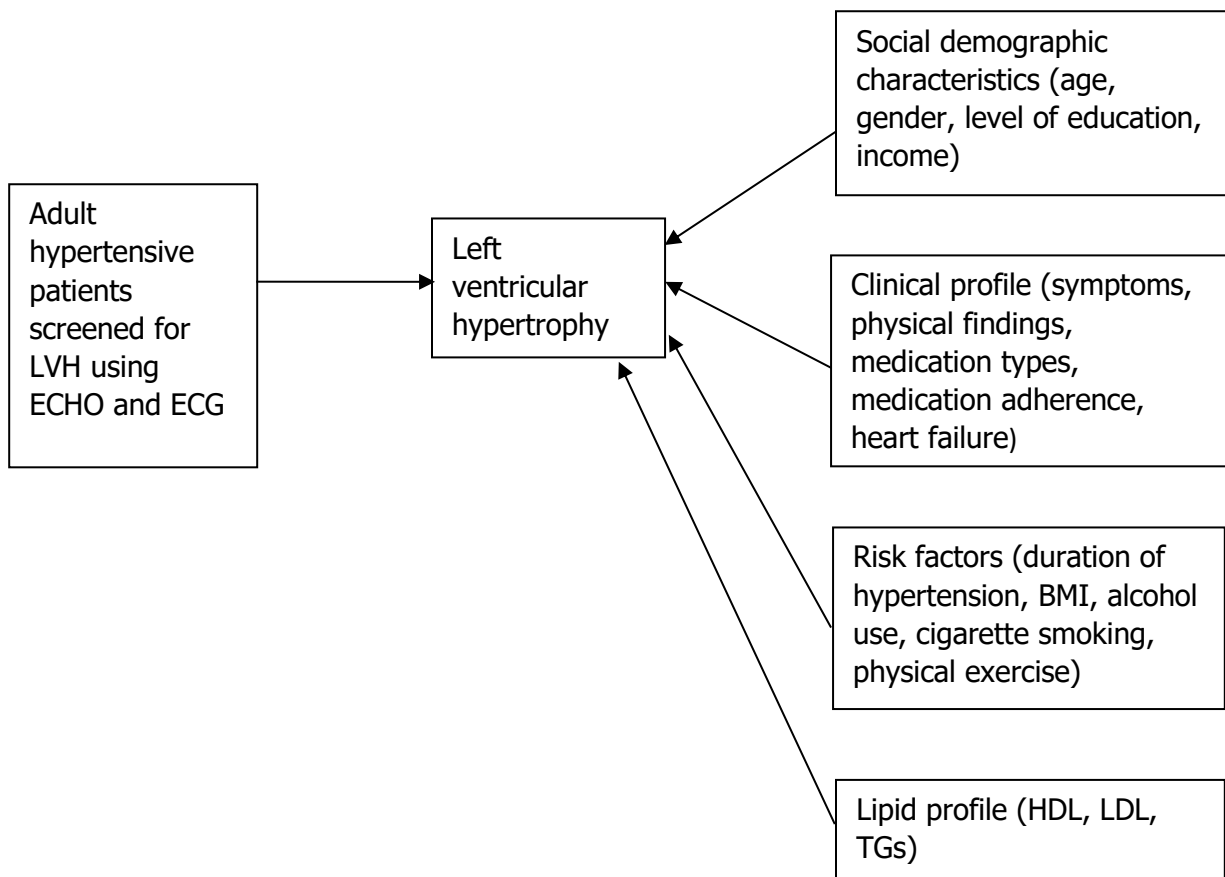 Adult
hypertensive
patients
screened for
LVH using
ECHO and ECG
Left
ventricular
hypertrophy
Social demographic
characteristics (age,
gender, level of education,
income)
Clinical profile (symptoms,
physical findings,
medication types,
medication adherence,
heart failure)
Risk factors (duration of
hypertension, BMI, alcohol
use, cigarette smoking,
physical exercise)
Lipid profile (HDL, LDL,
TGs)